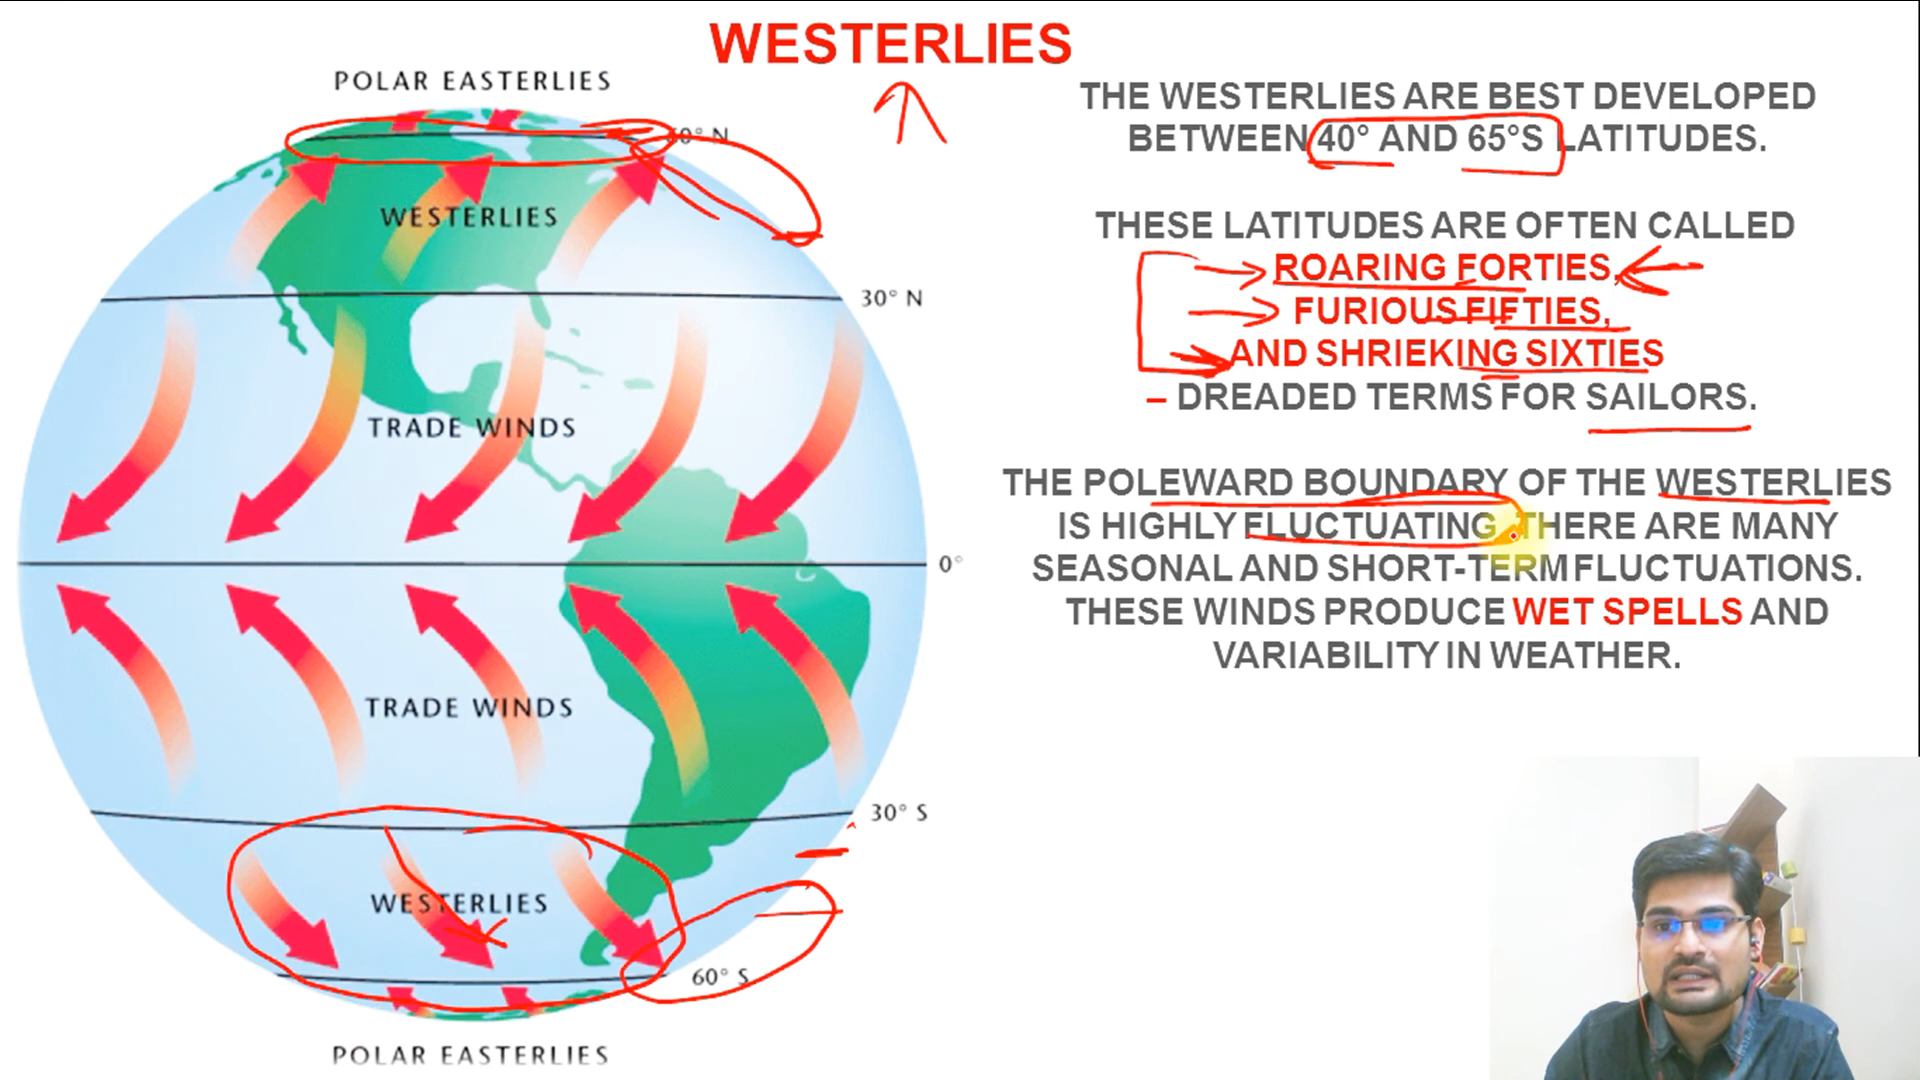 WESTERLIES
POLAR EASTERLIES
60° N
WESTERLIES
30° N
TRADE WINDS
0°
TRADE WINDS
30° S
WESTERLIES
60° S
POLAR EASTERLIES
THE WESTERLIES ARE BEST DEVELOPED
BETWEEN 40° AND 65°S LATITUDES.
THESE LATITUDES ARE OFTEN CALLED
ROARING FORTIES,
FURIOUS FIFTIES,
AND SHRIEKING SIXTIES
– DREADED TERMS FOR SAILORS.
THE POLEWARD BOUNDARY OF THE WESTERLIES
IS HIGHLY FLUCTUATING. THERE ARE MANY
SEASONAL AND SHORT-TERM FLUCTUATIONS.
THESE WINDS PRODUCE WET SPELLS AND
VARIABILITY IN WEATHER.